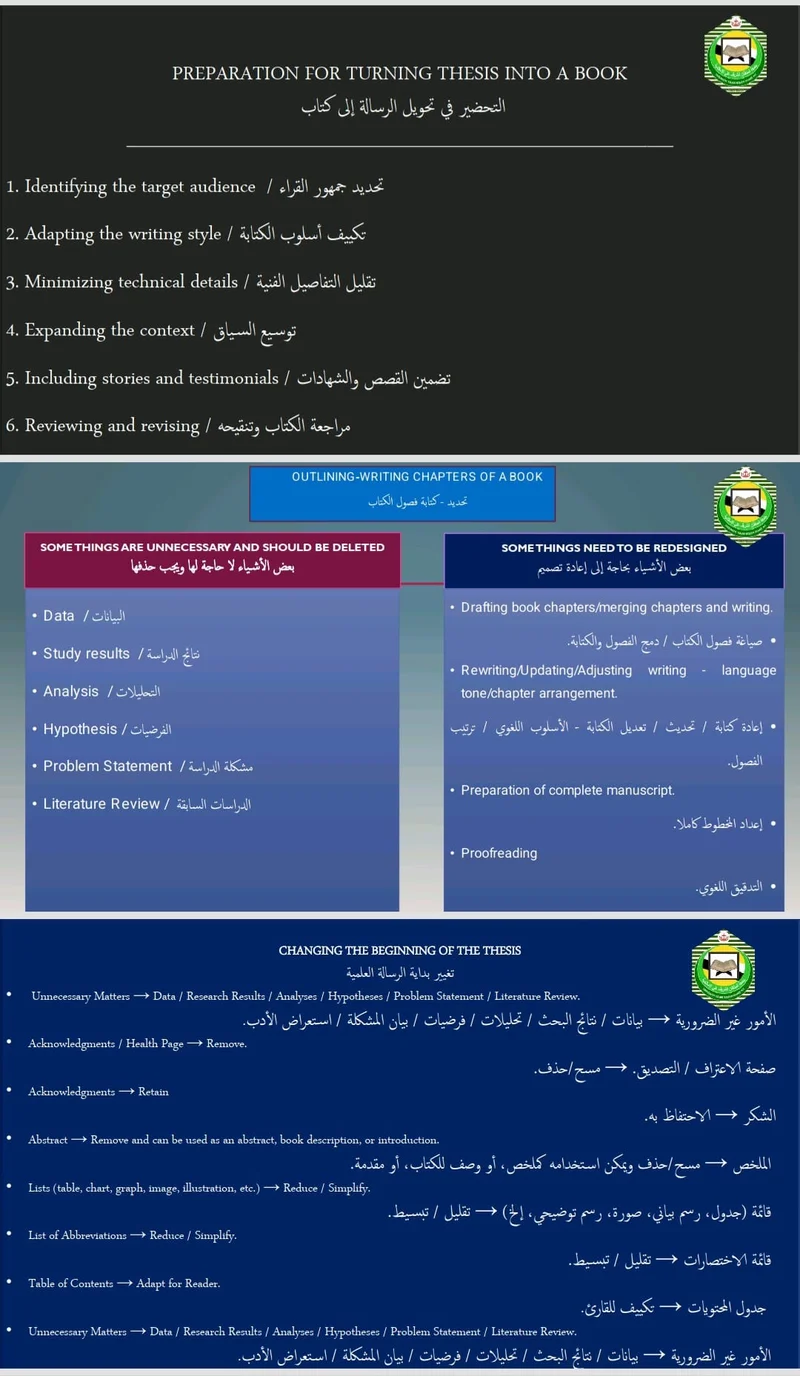 PREPARATION FOR TURNING THESIS INTO A BOOK
التحضير في تحويل الرسالة إلى كتاب
1. Identifying the target audience / تحديد جمهور القراء
2. Adapting the writing style / تكييف أسلوب الكتابة
3. Minimizing technical details / تقليل التفاصيل الفنية
4. Expanding the context / توسيع السياق
5. Including stories and testimonials / تضمين القصص والشهادات
6. Reviewing and revising / مراجعة الكتاب وتنقيحه
OUTLINING-WRITING CHAPTERS OF A BOOK
تحديد - كتابة فصول الكتاب
SOME THINGS ARE UNNECESSARY AND SHOULD BE DELETED
بعض الأشياء لا حاجة لها ويجب حذفها
• Data / البيانات
• Study results / نتائج الدراسة
• Analysis / التحليلات
• Hypothesis / الفرضيات
• Problem Statement / مشكلة الدراسة
• Literature Review / الدراسات السابقة
SOME THINGS NEED TO BE REDESIGNED
بعض الأشياء بحاجة إلى إعادة تصميم
• Drafting book chapters/merging chapters and writing.
• صياغة فصول الكتاب / دمج الفصول والكتابة.
• Rewriting/Updating/Adjusting writing - language
tone/chapter arrangement.
• إعادة كتابة / تحديث / تعديل الكتابة - الأسلوب اللغوي / ترتيب
الفصول.
• Preparation of complete manuscript.
• إعداد المخطوط كاملا.
• Proofreading
• التدقيق اللغوي.
CHANGING THE BEGINNING OF THE THESIS
تغيير بداية الرسالة العلمية
• Unnecessary Matters → Data / Research Results / Analyses / Hypotheses / Problem Statement / Literature Review.
الأمور غير الضرورية → بيانات / نتائج البحث / تحليلات / فرضيات / بيان المشكلة / استعراض الأدب.
• Acknowledgments / Health Page → Remove.
صفحة الاعتراف / التصديق. → مسح/حذف.
• Acknowledgments → Retain
الشكر → الاحتفاظ به.
• Abstract → Remove and can be used as an abstract, book description, or introduction.
الملخص → مسح/حذف ويمكن استخدامه كملخص، أو وصف للكتاب، أو مقدمة.
• Lists (table, chart, graph, image, illustration, etc.) → Reduce / Simplify.
قائمة (جدول، رسم بياني، صورة، رسم توضيحي، إلخ) → تقليل / تبسيط.
• List of Abbreviations → Reduce / Simplify.
قائمة الاختصارات → تقليل / تبسيط.
• Table of Contents → Adapt for Reader.
جدول المحتويات → تكييف للقارئ.
• Unnecessary Matters → Data / Research Results / Analyses / Hypotheses / Problem Statement / Literature Review.
الأمور غير الضرورية → بيانات / نتائج البحث / تحليلات / فرضيات / بيان المشكلة / استعراض الأدب.